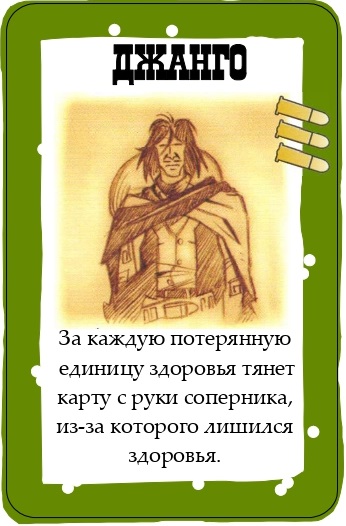 ДЖАНГО
За каждую потерянную
единицу здоровья тянет
карту с руки соперника,
из-за которого лишился
здоровья.